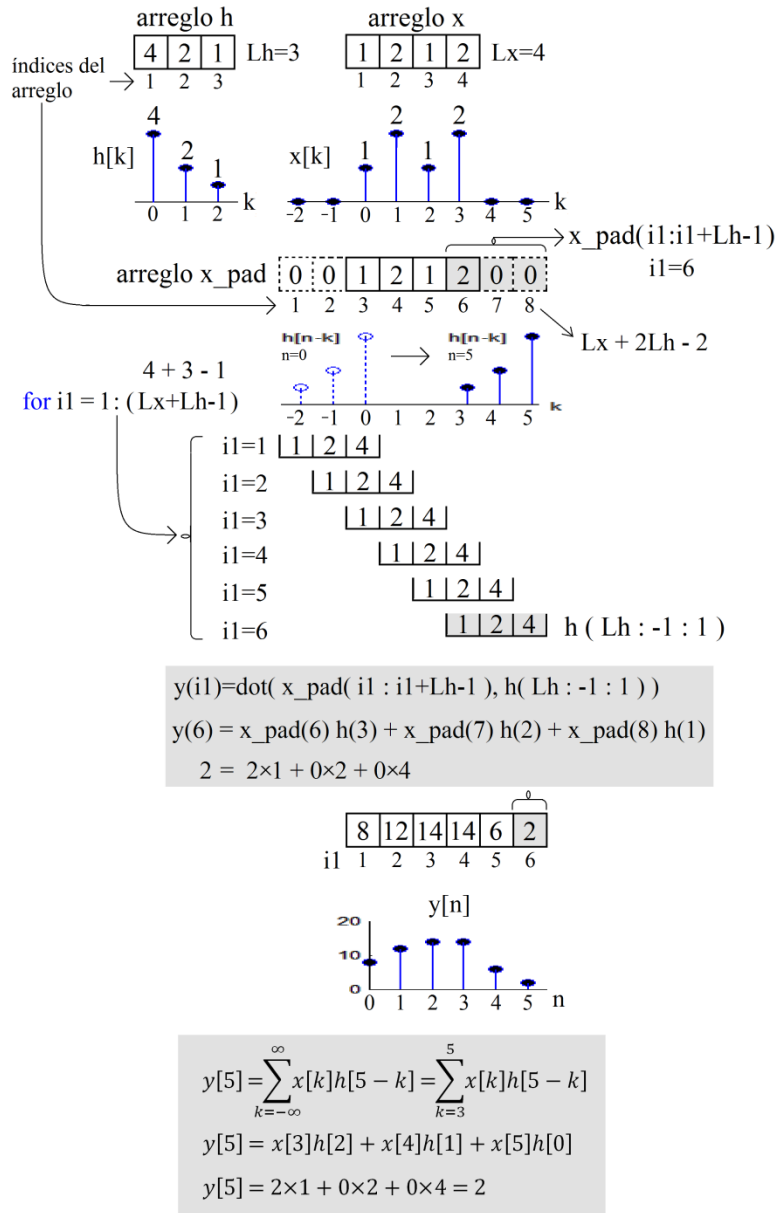 arreglo h
4 2 1 Lh=3
1 2 3
arreglo x
1 2 1 2 Lx=4
1 2 3 4
índices del
arreglo
h[k]
4 2 1
0 1 2 k
x[k]
1 2 1 2
-2 -1 0 1 2 3 4 5 k
x_pad(i1:i1+Lh-1)
i1=6
arreglo x_pad 0 0 1 2 1 2 0 0
1 2 3 4 5 6 7 8
Lx + 2Lh - 2
h[n-k]
n=0
h[n-k]
n=5
-2 -1 0 1 2 3 4 5 k
4 + 3 - 1
for i1 = 1: (Lx+Lh-1)
i1=1 1 2 4
i1=2 1 2 4
i1=3 1 2 4
i1=4 1 2 4
i1=5 1 2 4
i1=6 1 2 4 h ( Lh : -1 : 1 )
y(i1)=dot( x_pad( i1 : i1+Lh-1 ), h( Lh : -1 : 1 ) )
y(6) = x_pad(6) h(3) + x_pad(7) h(2) + x_pad(8) h(1)
2 = 2×1 + 0×2 + 0×4
8 12 14 14 6 2
i1 1 2 3 4 5 6
y[n]
20
10
0
0 1 2 3 4 5 n
y[5] = ∑_{k=-∞}^{∞} x[k]h[5 − k] = ∑_{k=3}^{5} x[k]h[5 − k]
y[5] = x[3]h[2] + x[4]h[1] + x[5]h[0]
y[5] = 2×1 + 0×2 + 0×4 = 2